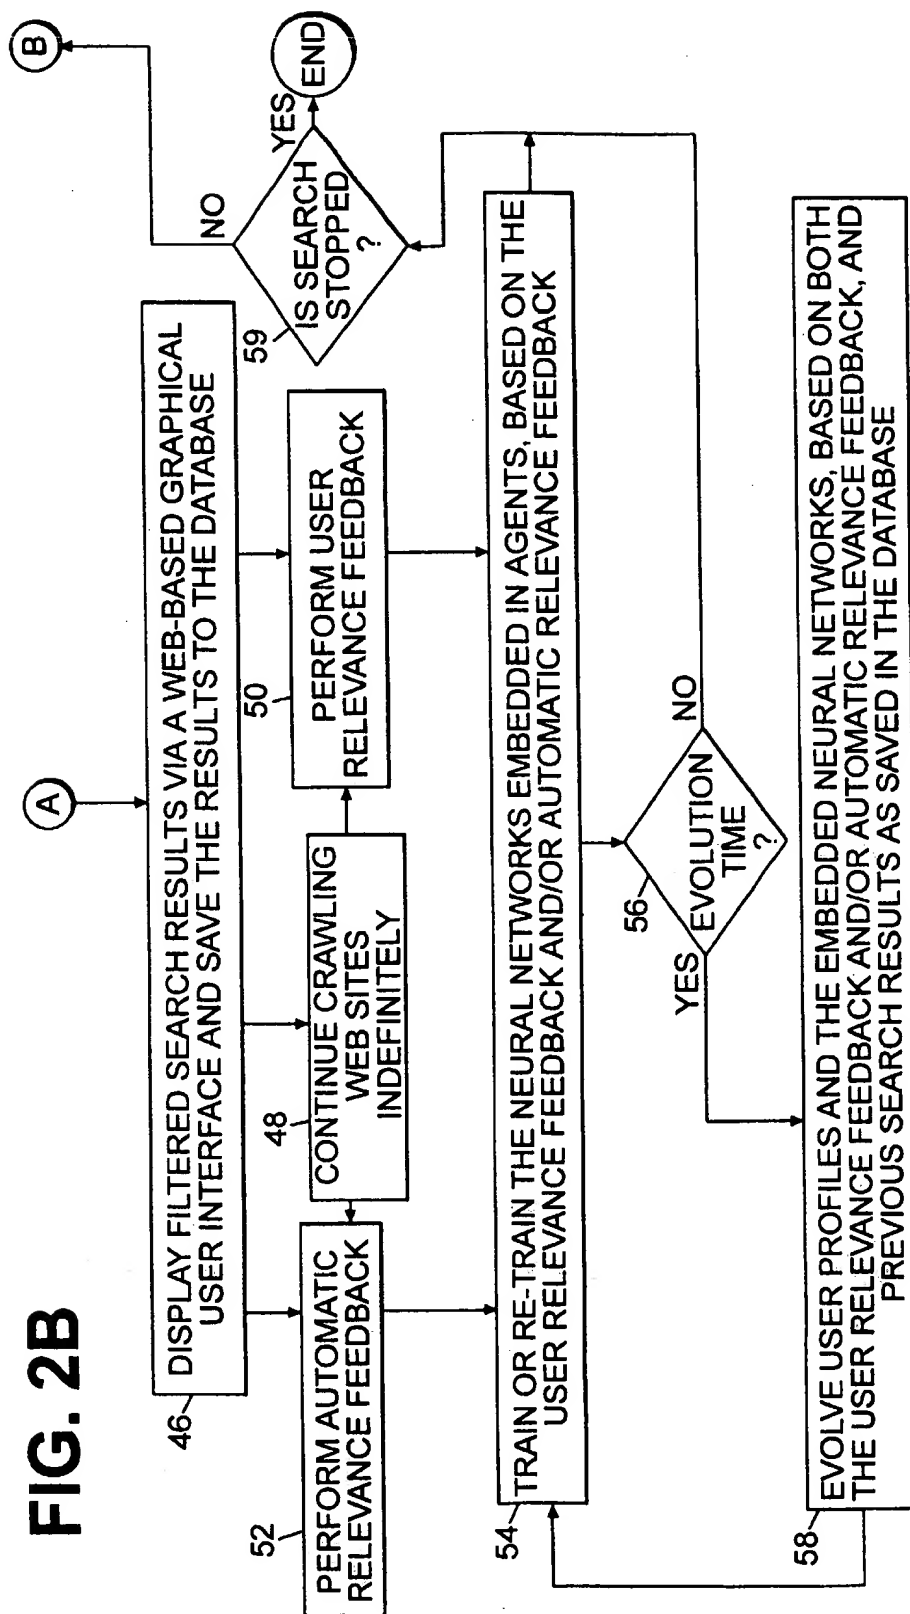 FIG. 2B
A
B
46
DISPLAY FILTERED SEARCH RESULTS VIA A WEB-BASED GRAPHICAL
USER INTERFACE AND SAVE THE RESULTS TO THE DATABASE
52
PERFORM AUTOMATIC
RELEVANCE FEEDBACK
48
CONTINUE CRAWLING
WEB SITES
INDEFINITELY
50
PERFORM USER
RELEVANCE FEEDBACK
59
IS SEARCH
STOPPED
?
NO
YES
END
54
TRAIN OR RE-TRAIN THE NEURAL NETWORKS EMBEDDED IN AGENTS, BASED ON THE
USER RELEVANCE FEEDBACK AND/OR AUTOMATIC RELEVANCE FEEDBACK
56
EVOLUTION
TIME
?
YES
NO
58
EVOLVE USER PROFILES AND THE EMBEDDED NEURAL NETWORKS, BASED ON BOTH
THE USER RELEVANCE FEEDBACK AND/OR AUTOMATIC RELEVANCE FEEDBACK, AND
PREVIOUS SEARCH RESULTS AS SAVED IN THE DATABASE